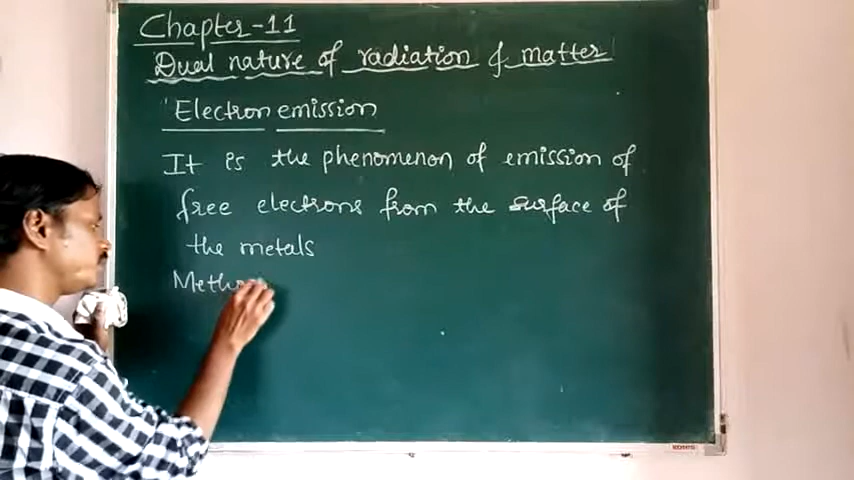 Chapter-11
Dual nature of radiation & matter
Electron emission
It is the phenomenon of emission of
free electrons from the surface of
the metals